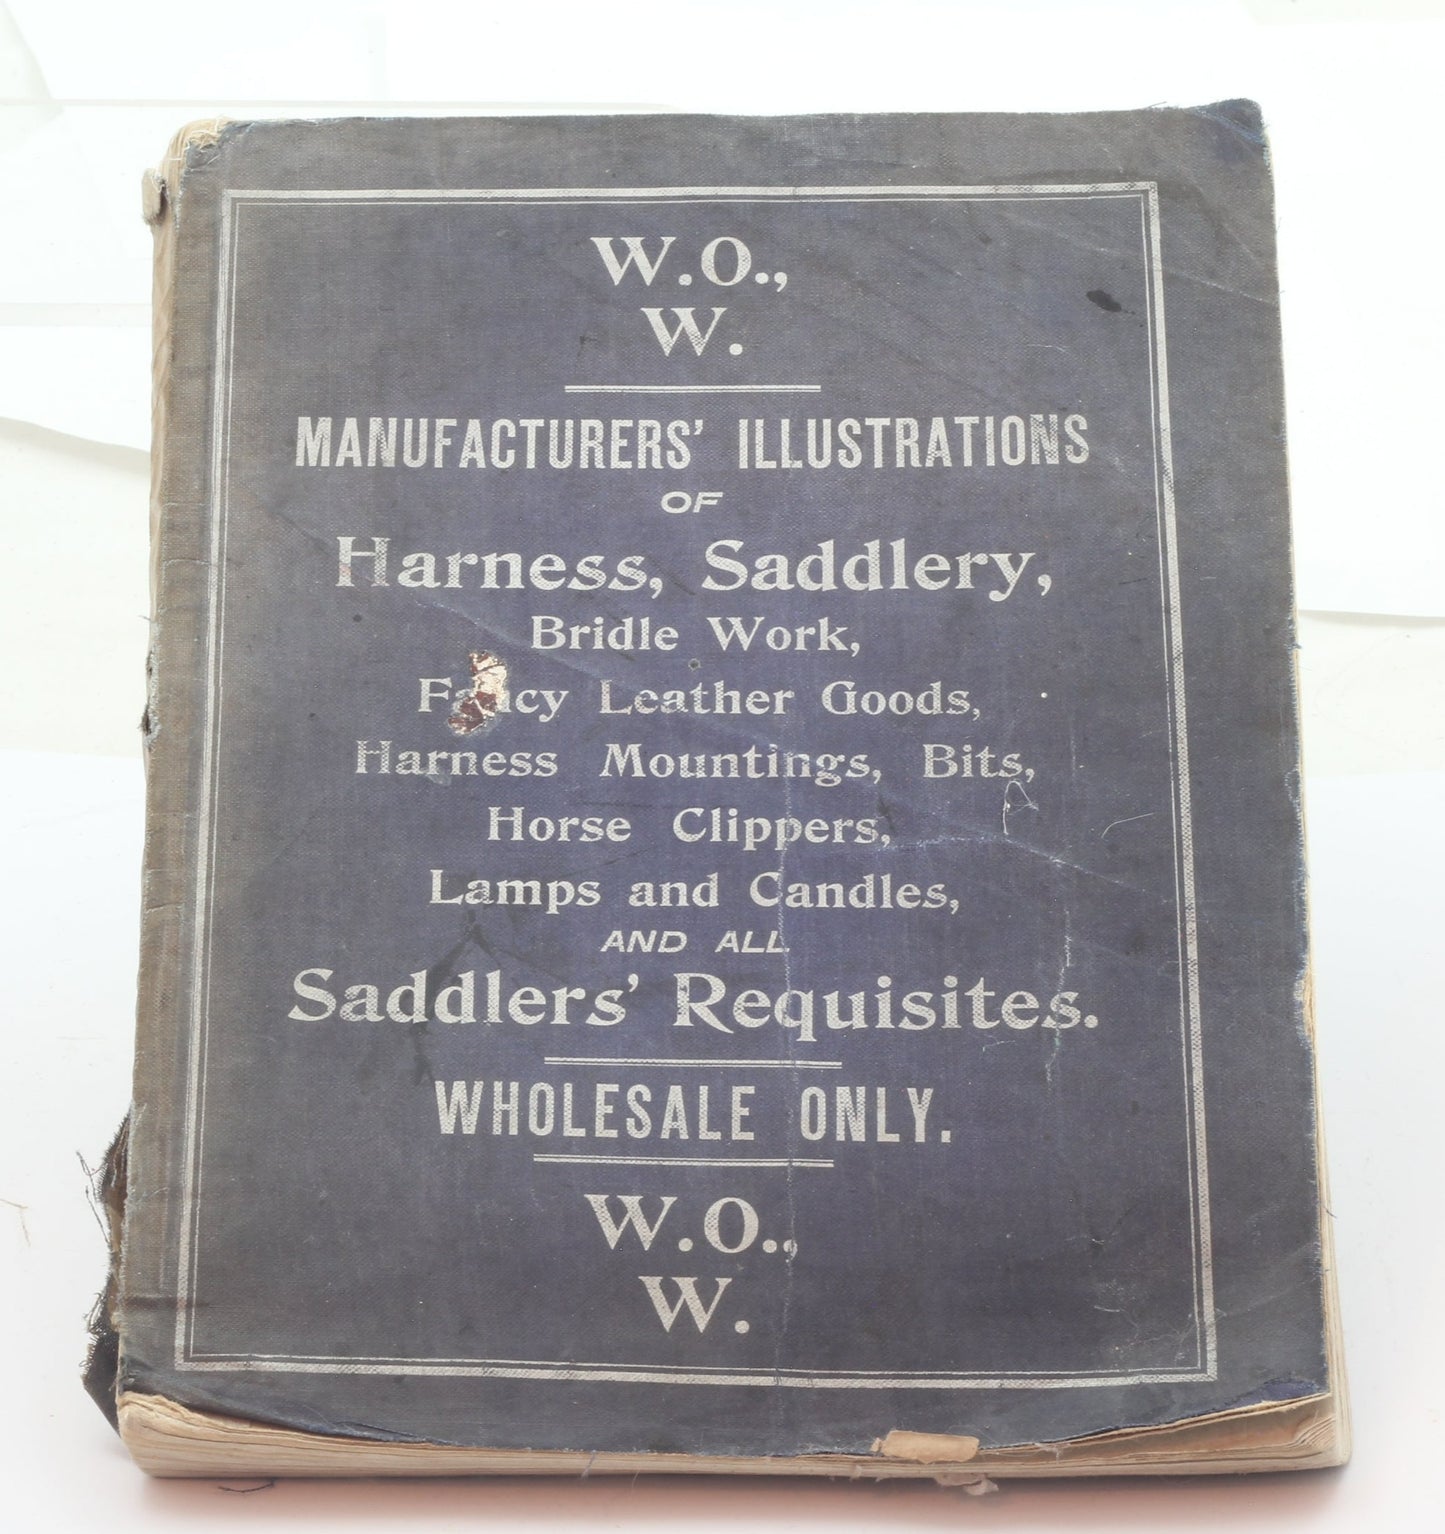 W.O.,
W.
MANUFACTURERS' ILLUSTRATIONS
OF
Harness, Saddlery,
Bridle Work,
Fancy Leather Goods,
Harness Mountings, Bits,
Horse Clippers,
Lamps and Candles,
AND ALL
Saddlers' Requisites.
WHOLESALE ONLY.
W.O.,
W.